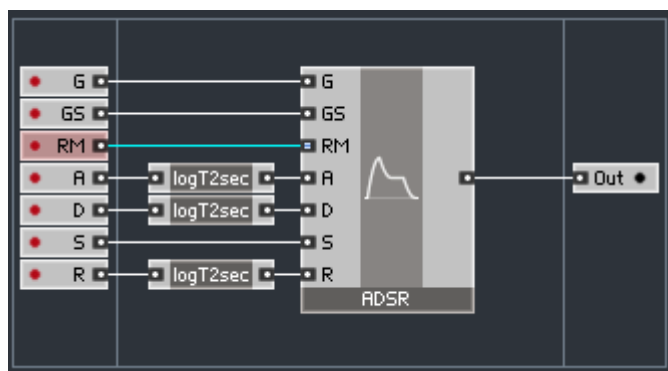 G G
GS GS
RM RM
A logT2sec A Out
D logT2sec D
S S
R logT2sec R
ADSR